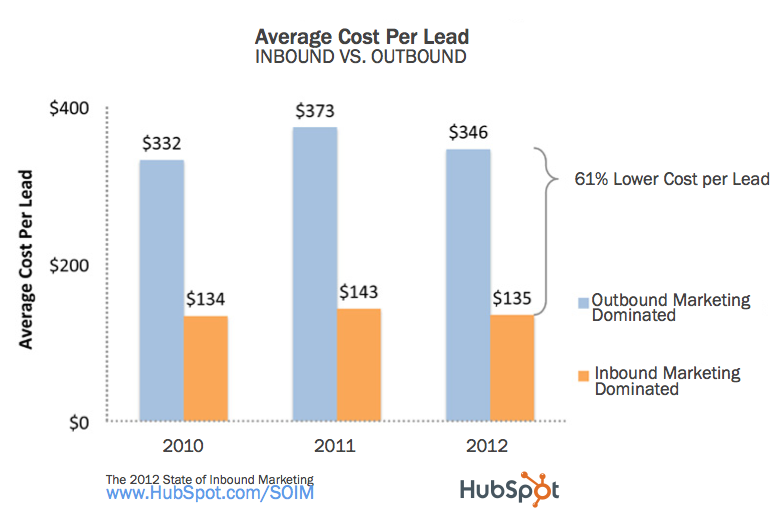 Average Cost Per Lead
INBOUND VS. OUTBOUND
Average Cost Per Lead
$400
$200
$0
$332
$134
$373
$143
$346
$135
61% Lower Cost per Lead
Outbound Marketing
Dominated
Inbound Marketing
Dominated
2010
2011
2012
The 2012 State of Inbound Marketing
www.HubSpot.com/SOIM
HubSpot